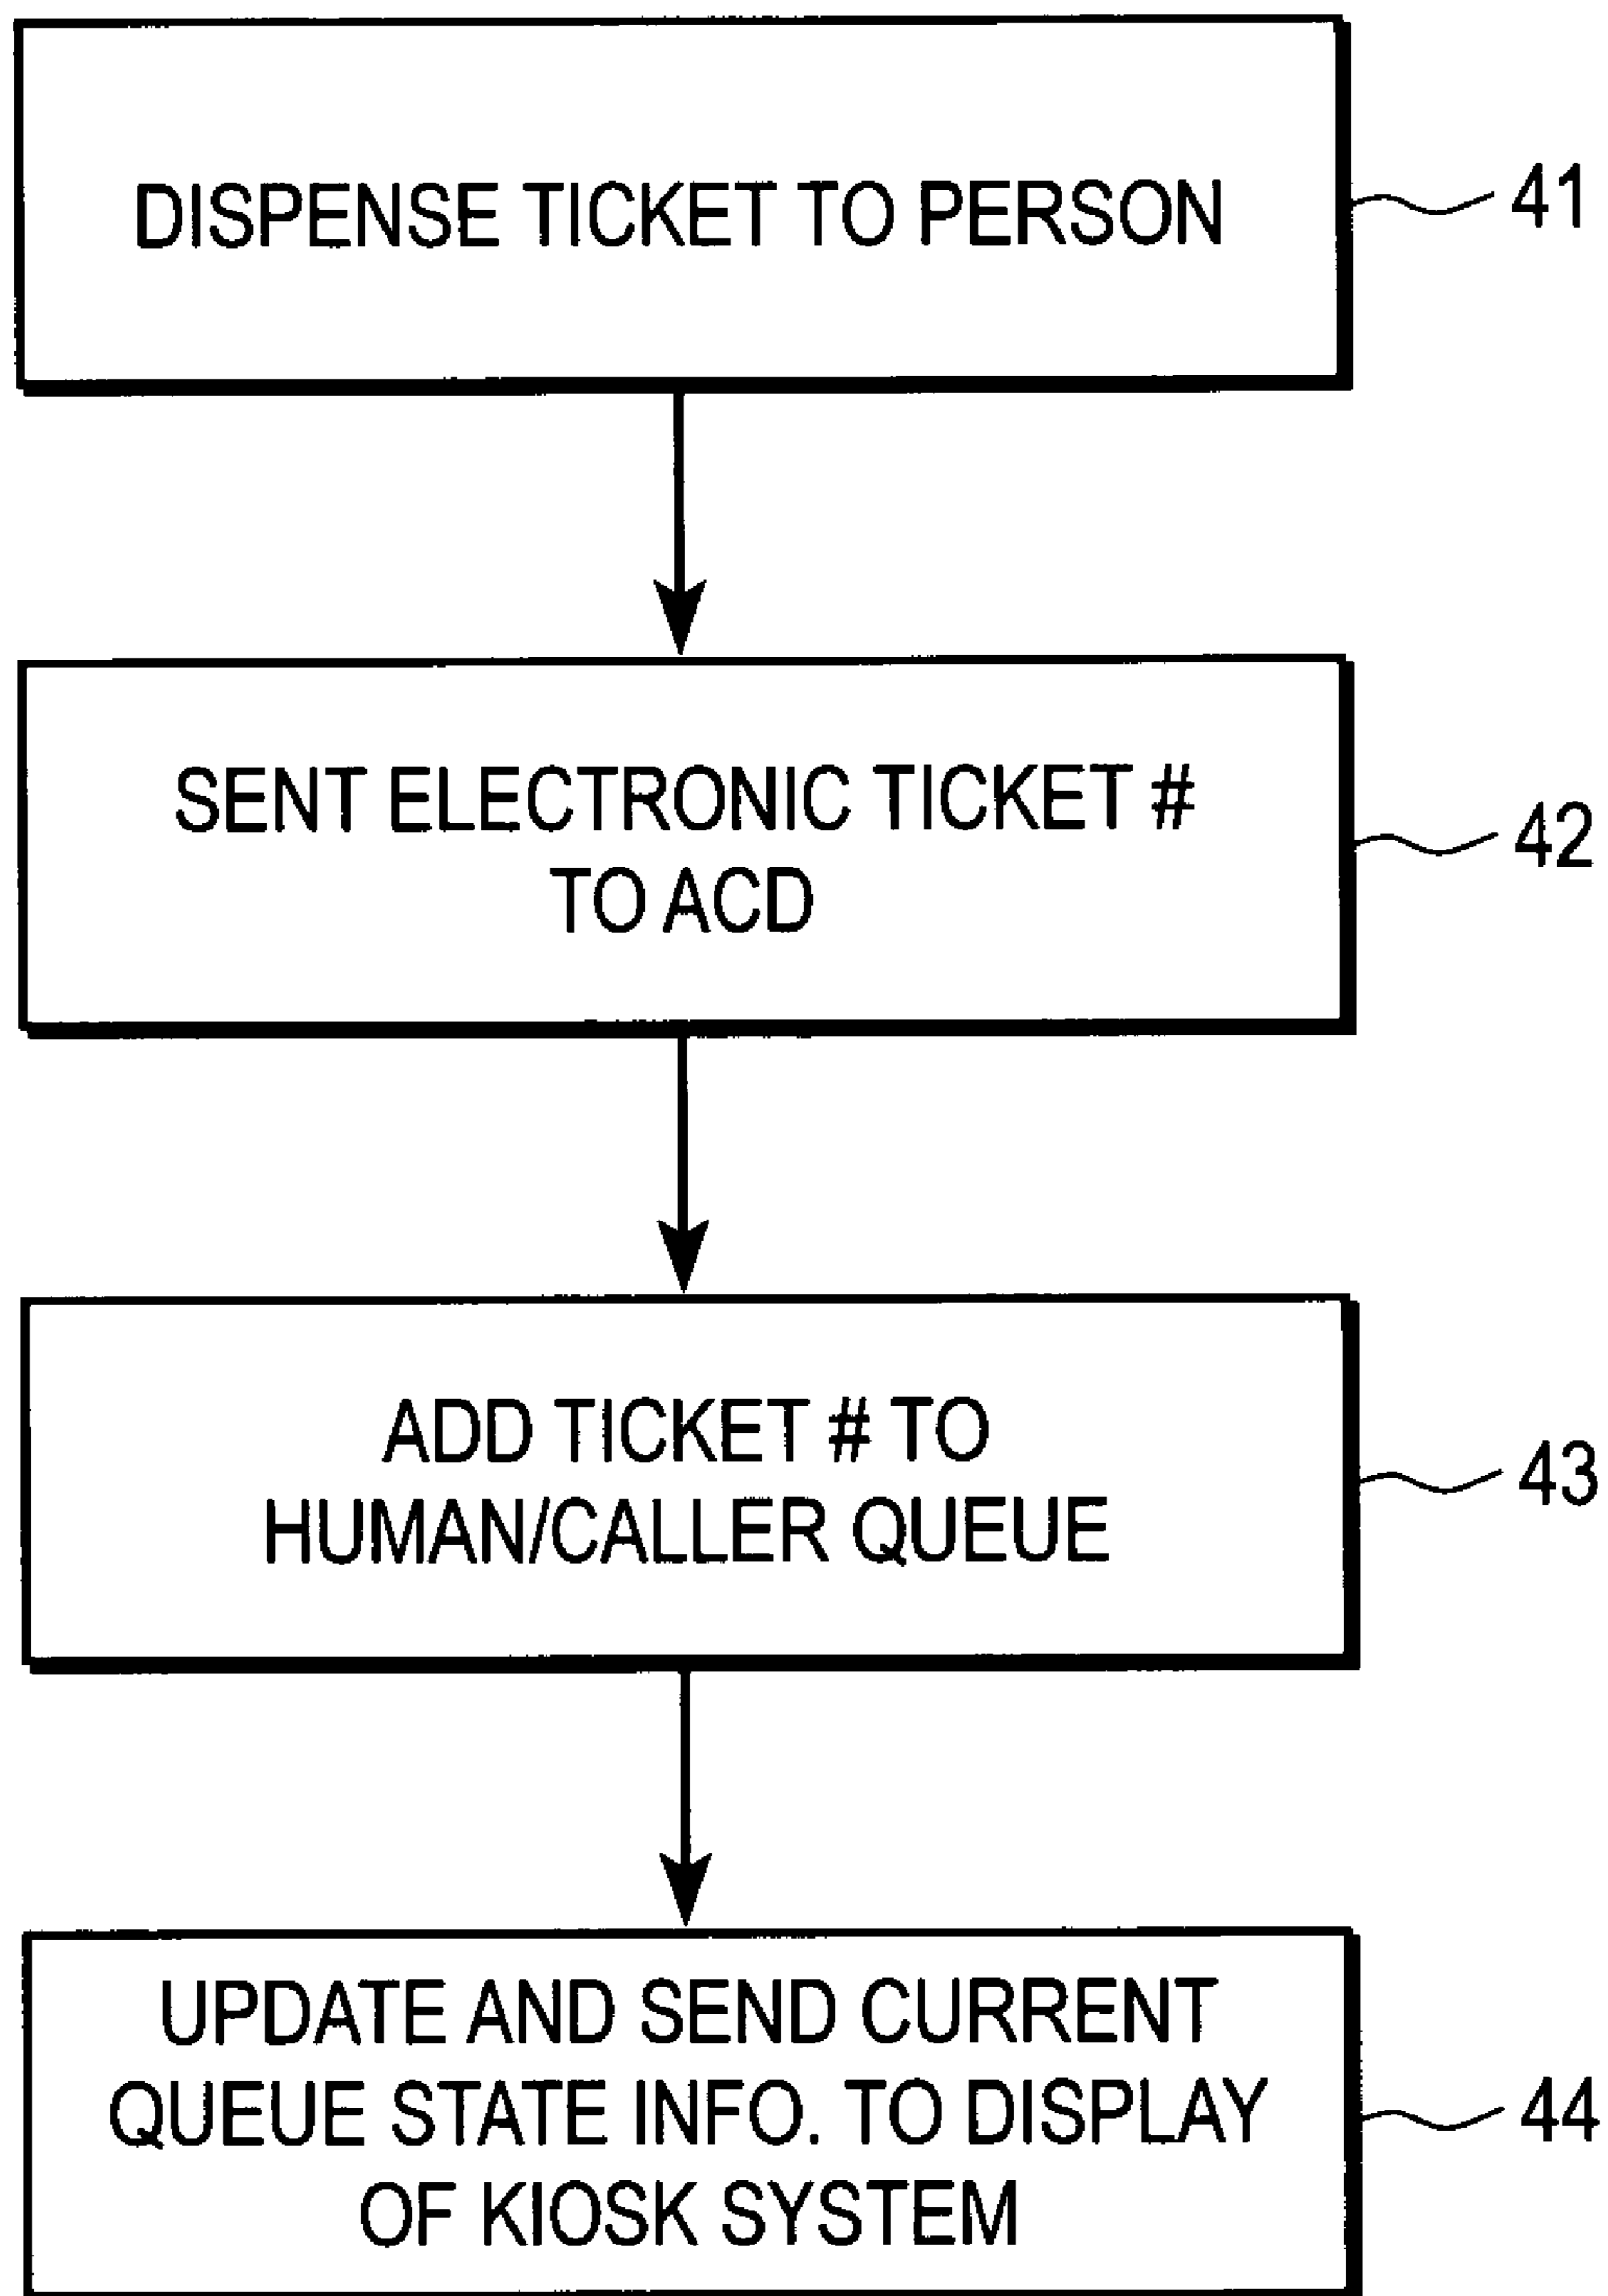 DISPENSE TICKET TO PERSON
41
SENT ELECTRONIC TICKET #
TO ACD
42
ADD TICKET # TO
HUMAN/CALLER QUEUE
43
UPDATE AND SEND CURRENT
QUEUE STATE INFO. TO DISPLAY
OF KIOSK SYSTEM
44